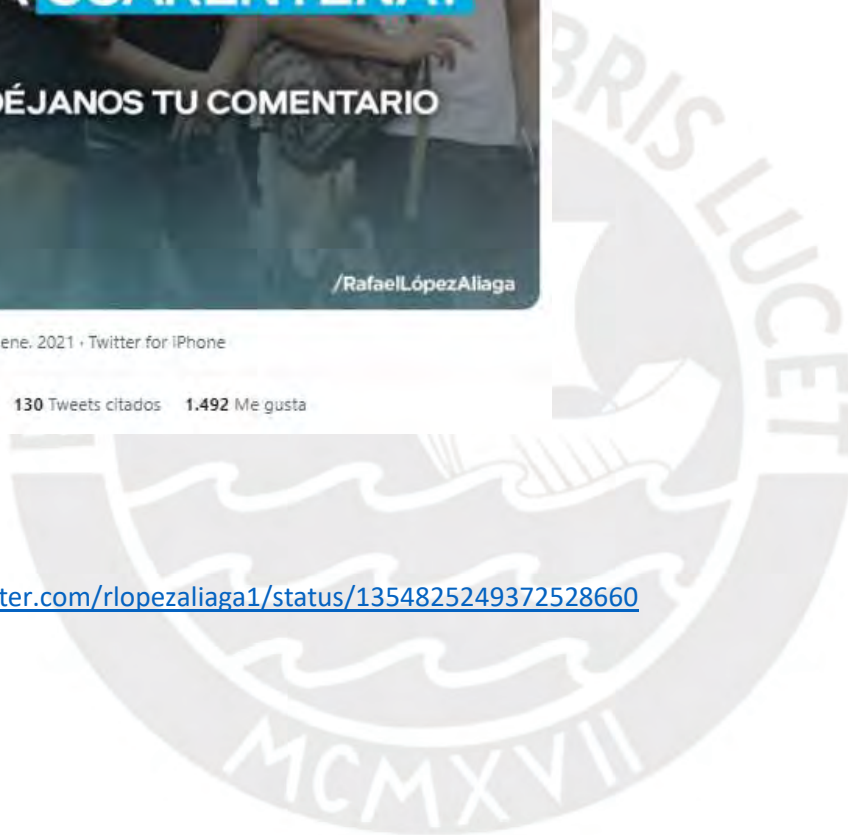 DÉJANOS TU COMENTARIO
/RafaelLópezAliaga
ene. 2021 · Twitter for iPhone
130 Tweets citados 1.492 Me gusta
ter.com/rlopezaliaga1/status/1354825249372528660
BRIS LUCET
MCMXVII